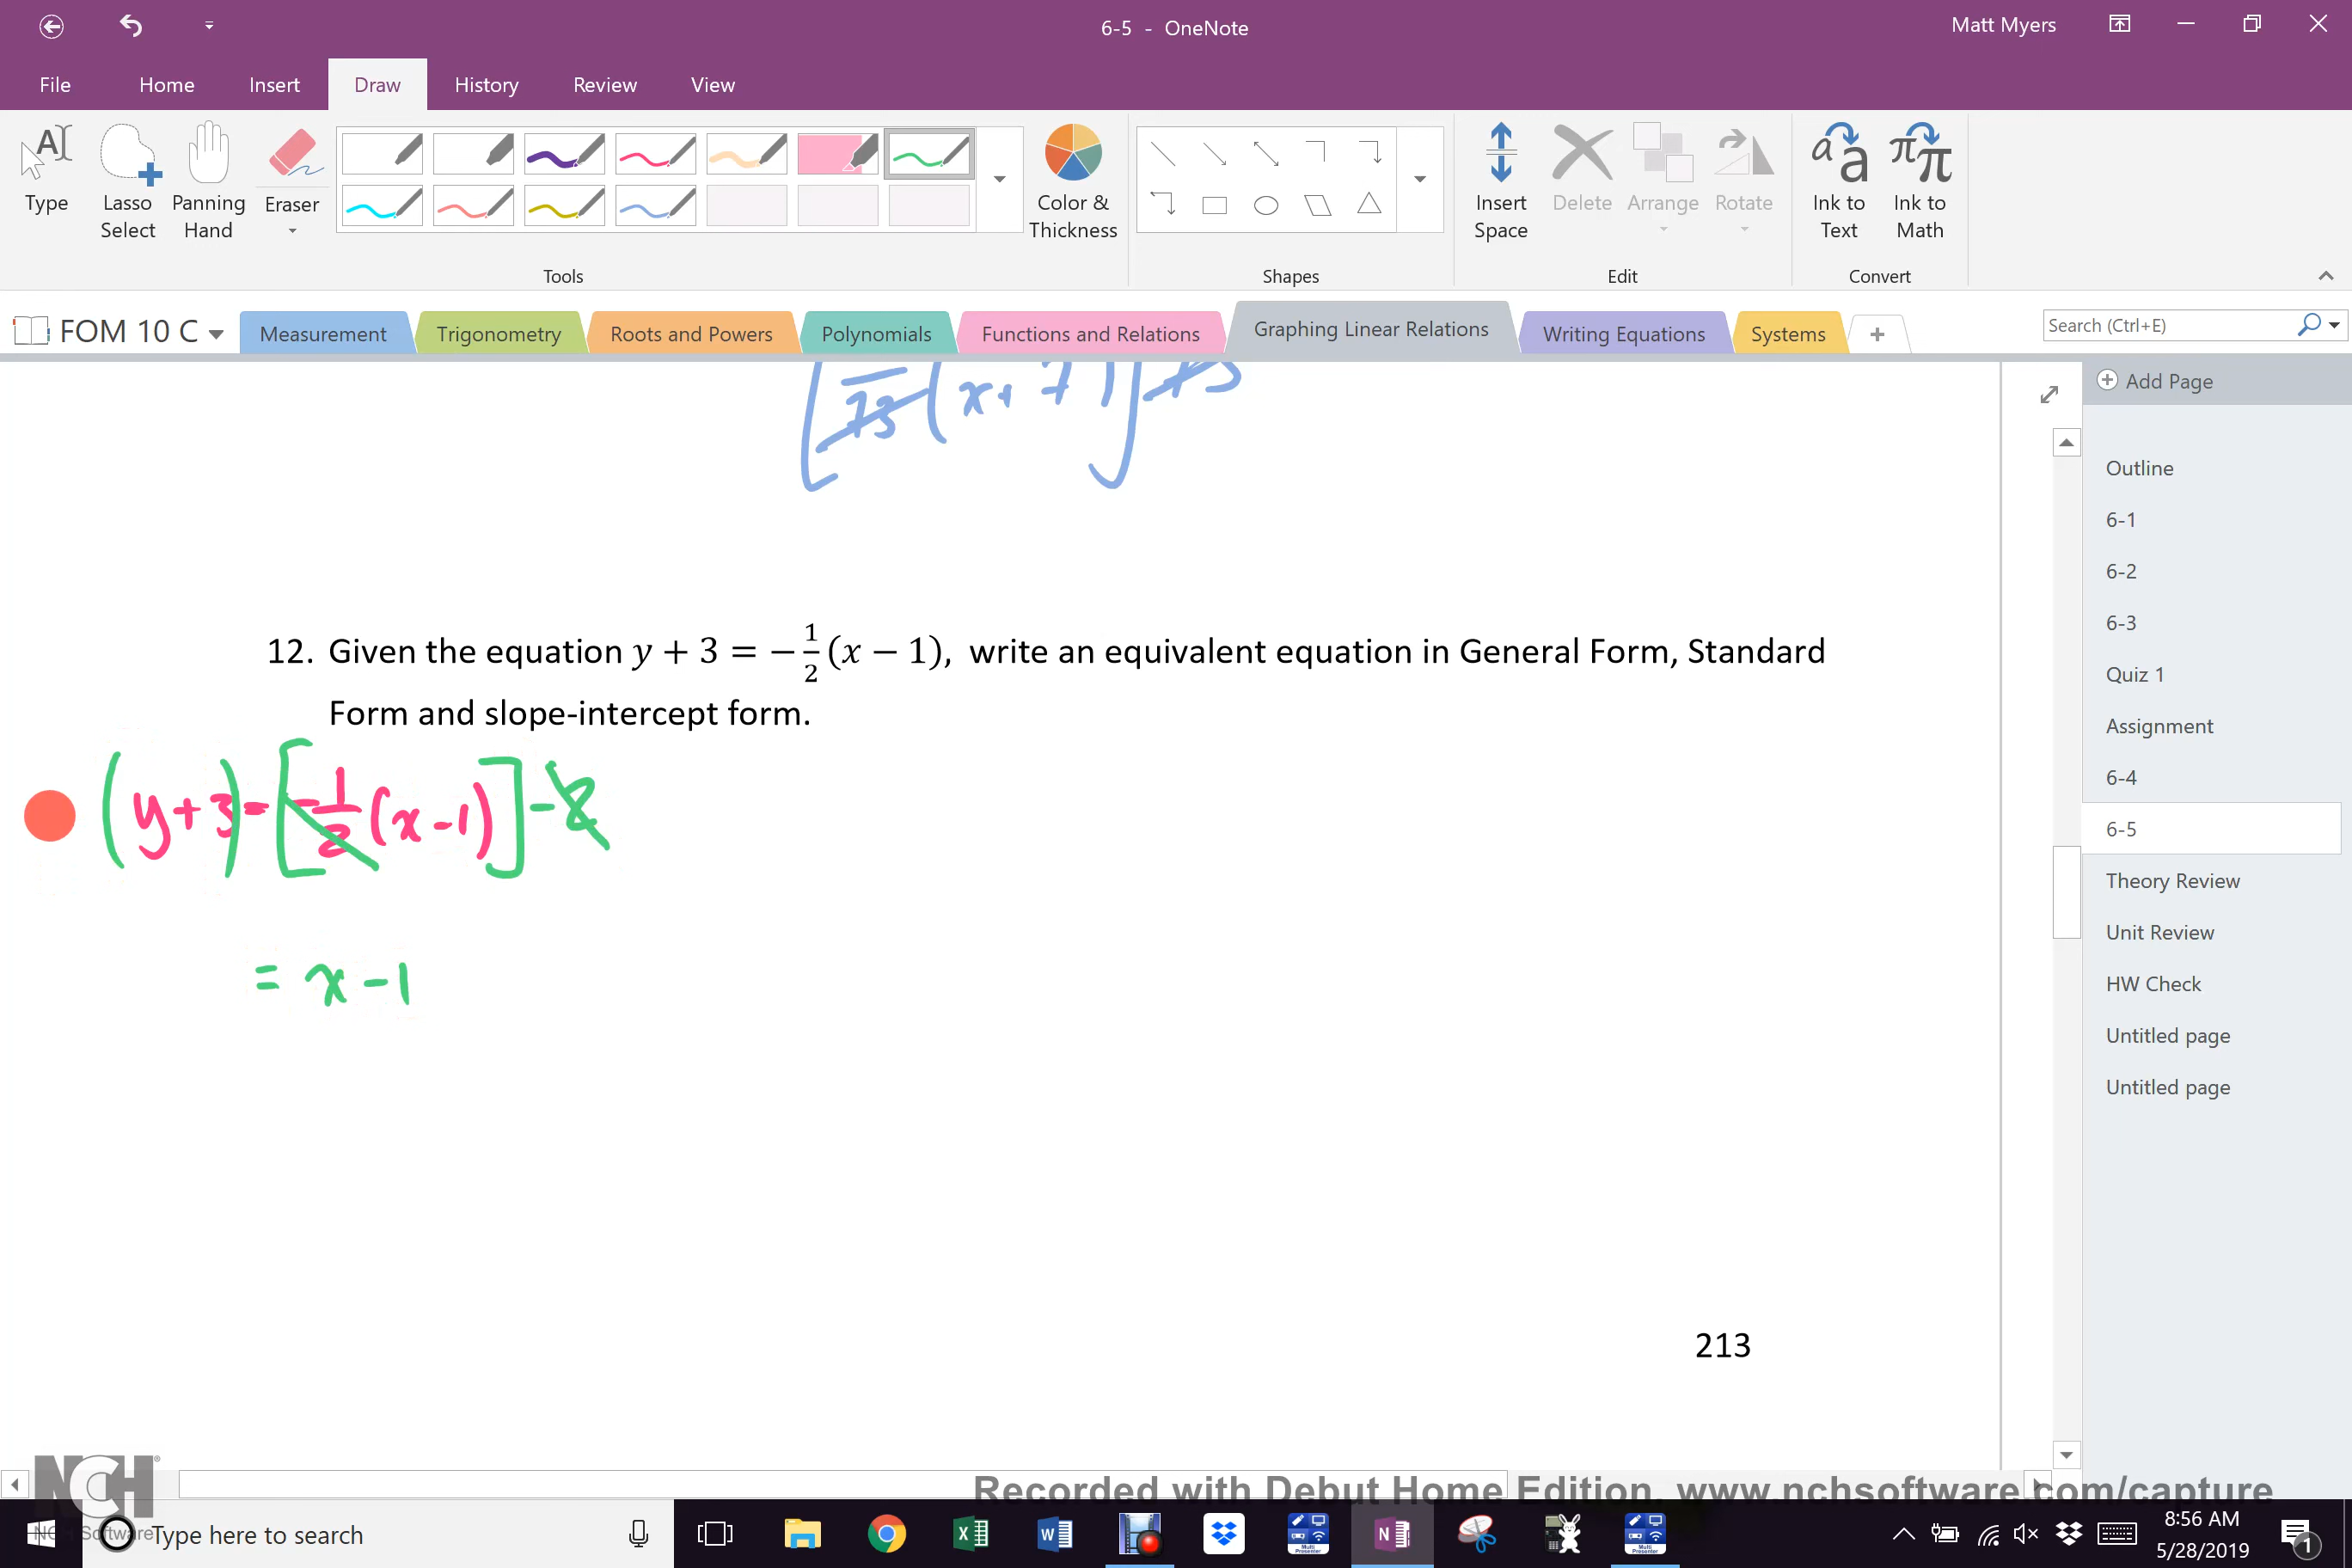 6-5 - OneNote
Matt Myers
File Home Insert Draw History Review View
Type
Lasso Select
Panning Hand
Eraser
Color & Thickness
Insert Space
Delete
Arrange
Rotate
Ink to Text
Ink to Math
Tools
Shapes
Edit
Convert
FOM 10 C
Measurement
Trigonometry
Roots and Powers
Polynomials
Functions and Relations
Graphing Linear Relations
Writing Equations
Systems
+
Search (Ctrl+E)
Add Page
Outline
6-1
6-2
6-3
Quiz 1
Assignment
6-4
6-5
Theory Review
Unit Review
HW Check
Untitled page
Untitled page
12. Given the equation y + 3 = −1/2(x − 1), write an equivalent equation in General Form, Standard
Form and slope-intercept form.
(y+3) = [-1/2(x-1)]-2
= x-1
213
NCH®
NCH Software
Recorded with Debut Home Edition. www.nchsoftware.com/capture
Type here to search
8:56 AM
5/28/2019
1